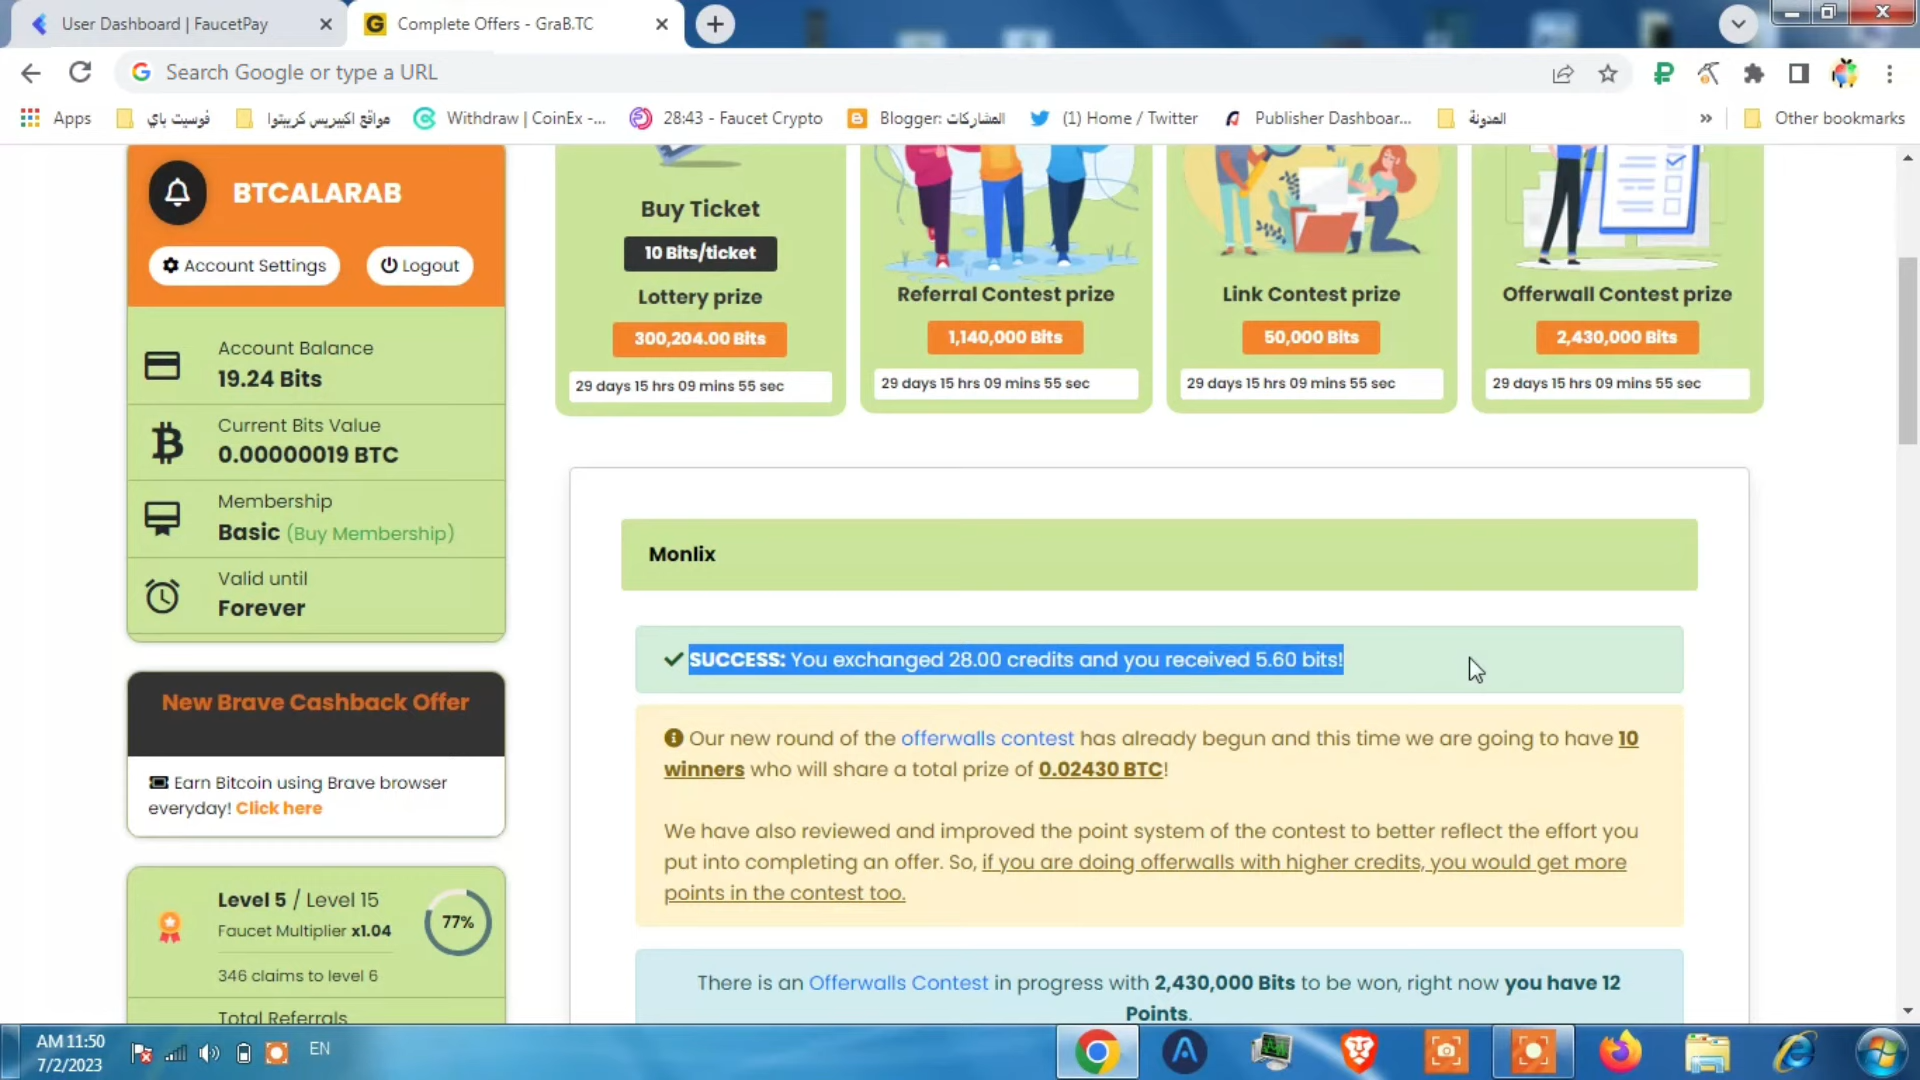 User Dashboard | FaucetPay
Complete Offers - GraB.TC
Search Google or type a URL
Apps
فوسيت باي
مواقع اكبيريس كريبتوا
Withdraw | CoinEx -...
28:43 - Faucet Crypto
Blogger: المشاركات
(1) Home / Twitter
Publisher Dashboar...
المدونة
»
Other bookmarks
BTCALARAB
Account Settings
Logout
Account Balance
19.24 Bits
Current Bits Value
0.00000019 BTC
Membership
Basic (Buy Membership)
Valid until
Forever
New Brave Cashback Offer
Earn Bitcoin using Brave browser
everyday! Click here
Level 5 / Level 15
Faucet Multiplier x1.04
77%
346 claims to level 6
Total Referrals
Buy Ticket
10 Bits/ticket
Lottery prize
300,204.00 Bits
29 days 15 hrs 09 mins 55 sec
Referral Contest prize
1,140,000 Bits
29 days 15 hrs 09 mins 55 sec
Link Contest prize
50,000 Bits
29 days 15 hrs 09 mins 55 sec
Offerwall Contest prize
2,430,000 Bits
29 days 15 hrs 09 mins 55 sec
Monlix
SUCCESS: You exchanged 28.00 credits and you received 5.60 bits!
Our new round of the offerwalls contest has already begun and this time we are going to have 10
winners who will share a total prize of 0.02430 BTC!
We have also reviewed and improved the point system of the contest to better reflect the effort you
put into completing an offer. So, if you are doing offerwalls with higher credits, you would get more
points in the contest too.
There is an Offerwalls Contest in progress with 2,430,000 Bits to be won, right now you have 12
Points.
AM 11:50
7/2/2023
EN